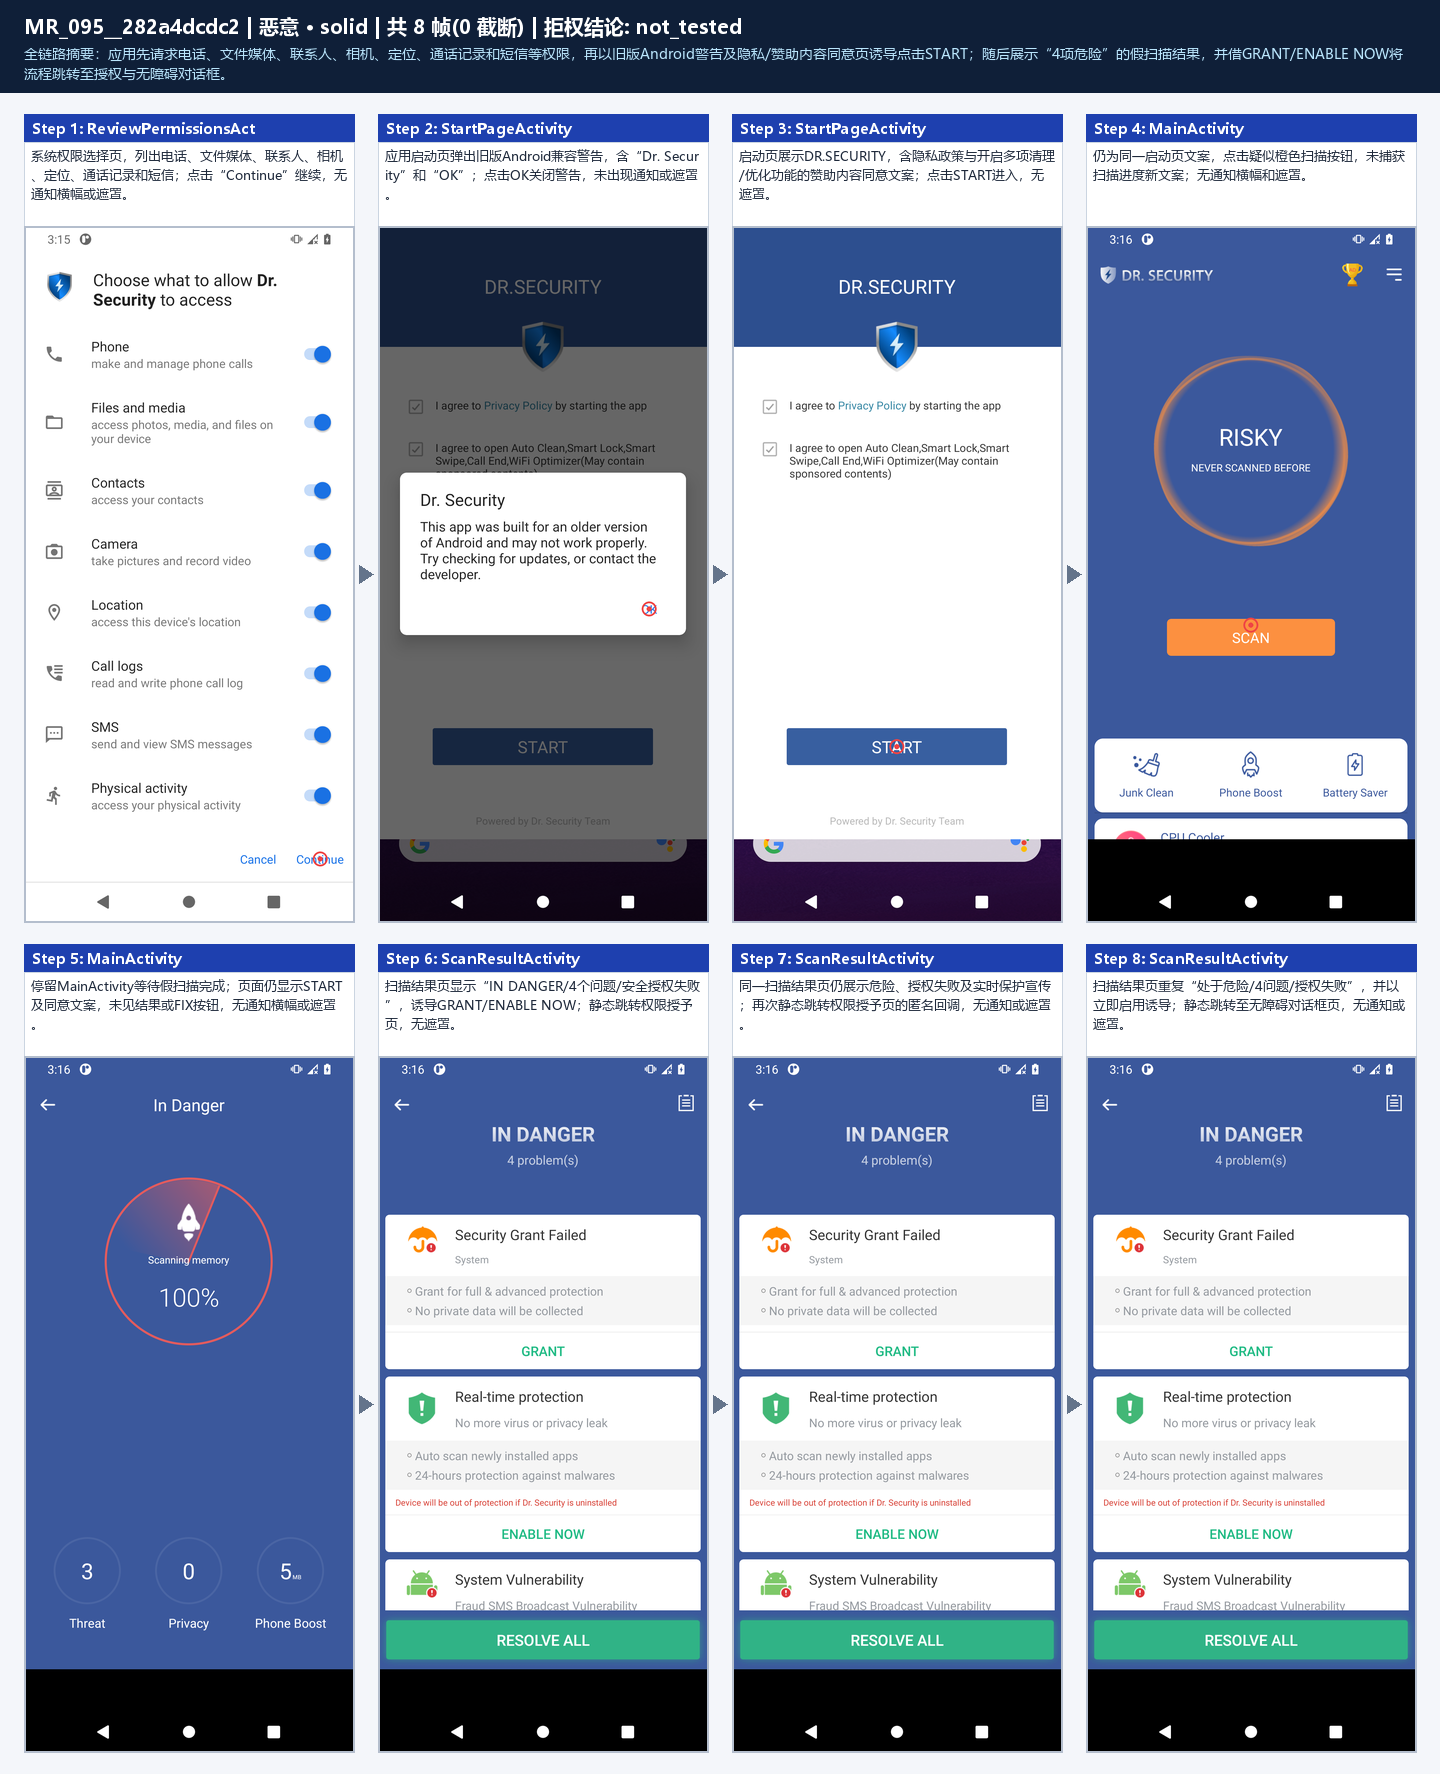 MR_095__282a4dcdc2 | 恶意 • solid | 共 8 帧(0 截断) | 拒权结论: not_tested
全链路摘要：应用先请求电话、文件媒体、联系人、相机、定位、通话记录和短信等权限，再以旧版Android警告及隐私/赞助内容同意页诱导点击START；随后展示“4项危险”的假扫描结果，并借GRANT/ENABLE NOW将
流程跳转至授权与无障碍对话框。
Step 1: ReviewPermissionsAct
系统权限选择页，列出电话、文件媒体、联系人、相机
、定位、通话记录和短信；点击“Continue”继续，无
通知横幅或遮罩。
3:15
Choose what to allow Dr.
Security to access
Phone
make and manage phone calls
Files and media
access photos, media, and files on
your device
Contacts
access your contacts
Camera
take pictures and record video
Location
access this device's location
Call logs
read and write phone call log
SMS
send and view SMS messages
Physical activity
access your physical activity
Cancel Continue
Step 2: StartPageActivity
应用启动页弹出旧版Android兼容警告，含“Dr. Secur
ity”和“OK”；点击OK关闭警告，未出现通知或遮罩
。
DR.SECURITY
I agree to Privacy Policy by starting the app
I agree to open Auto Clean,Smart Lock,Smart
Swipe,Call End,WiFi Optimizer(May contain
Dr. Security
This app was built for an older version
of Android and may not work properly.
Try checking for updates, or contact the
developer.
START
Powered by Dr. Security Team
Step 3: StartPageActivity
启动页展示DR.SECURITY，含隐私政策与开启多项清理
/优化功能的赞助内容同意文案；点击START进入，无
遮罩。
DR.SECURITY
I agree to Privacy Policy by starting the app
I agree to open Auto Clean,Smart Lock,Smart
Swipe,Call End,WiFi Optimizer(May contain
sponsored contents)
START
Powered by Dr. Security Team
Step 4: MainActivity
仍为同一启动页文案，点击疑似橙色扫描按钮，未捕获
扫描进度新文案；无通知横幅和遮罩。
3:16
DR. SECURITY
RISKY
NEVER SCANNED BEFORE
SCAN
Junk Clean Phone Boost Battery Saver
CPU Cooler
Step 5: MainActivity
停留MainActivity等待假扫描完成；页面仍显示START
及同意文案，未见结果或FIX按钮，无通知横幅或遮罩
。
3:16
In Danger
Scanning memory
100%
3 0 5MB
Threat Privacy Phone Boost
Step 6: ScanResultActivity
扫描结果页显示“IN DANGER/4个问题/安全授权失败
”，诱导GRANT/ENABLE NOW；静态跳转权限授予
页，无遮罩。
3:16
IN DANGER
4 problem(s)
Security Grant Failed
System
Grant for full & advanced protection
No private data will be collected
GRANT
Real-time protection
No more virus or privacy leak
Auto scan newly installed apps
24-hours protection against malwares
Device will be out of protection if Dr. Security is uninstalled
ENABLE NOW
System Vulnerability
Fraud SMS Broadcast Vulnerability
RESOLVE ALL
Step 7: ScanResultActivity
同一扫描结果页仍展示危险、授权失败及实时保护宣传
；再次静态跳转权限授予页的匿名回调，无通知或遮罩
。
3:16
IN DANGER
4 problem(s)
Security Grant Failed
System
Grant for full & advanced protection
No private data will be collected
GRANT
Real-time protection
No more virus or privacy leak
Auto scan newly installed apps
24-hours protection against malwares
Device will be out of protection if Dr. Security is uninstalled
ENABLE NOW
System Vulnerability
Fraud SMS Broadcast Vulnerability
RESOLVE ALL
Step 8: ScanResultActivity
扫描结果页重复“处于危险/4问题/授权失败”，并以
立即启用诱导；静态跳转至无障碍对话框页，无通知或
遮罩。
3:16
IN DANGER
4 problem(s)
Security Grant Failed
System
Grant for full & advanced protection
No private data will be collected
GRANT
Real-time protection
No more virus or privacy leak
Auto scan newly installed apps
24-hours protection against malwares
Device will be out of protection if Dr. Security is uninstalled
ENABLE NOW
System Vulnerability
Fraud SMS Broadcast Vulnerability
RESOLVE ALL